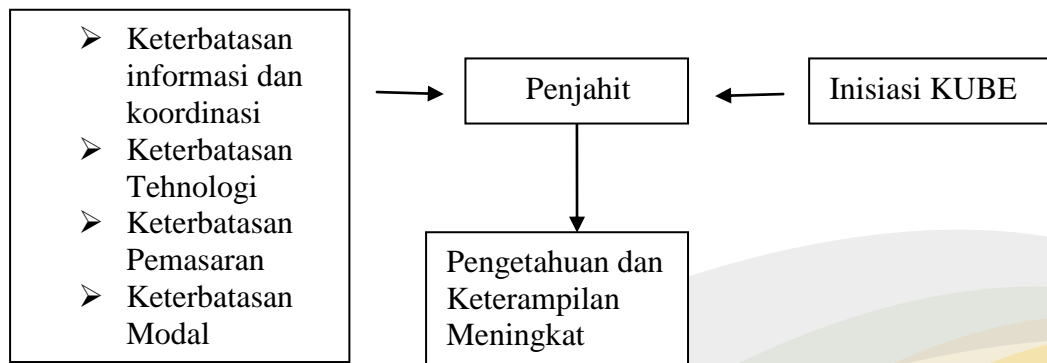 ➢ Keterbatasan
informasi dan
koordinasi
➢ Keterbatasan
Tehnologi
➢ Keterbatasan
Pemasaran
➢ Keterbatasan
Modal
Penjahit
Inisiasi KUBE
Pengetahuan dan
Keterampilan
Meningkat